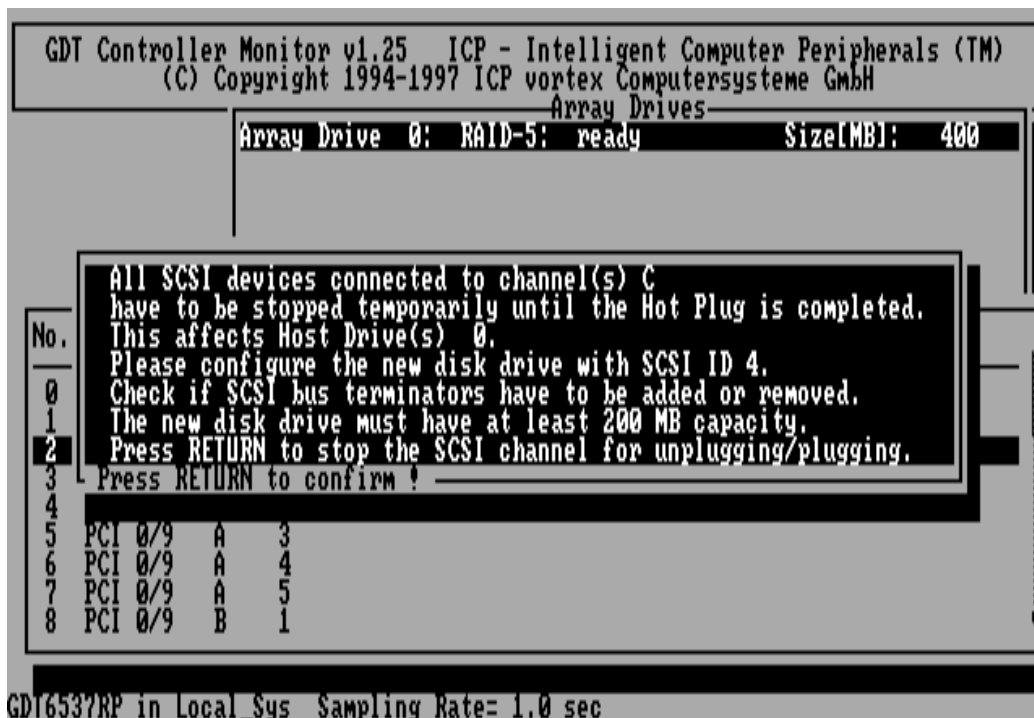 GDT Controller Monitor v1.25 ICP - Intelligent Computer Peripherals (TM)
(C) Copyright 1994-1997 ICP vortex Computersysteme GmbH
Array Drives
Array Drive 0: RAID-5: ready Size[MB]: 400
All SCSI devices connected to channel(s) C
have to be stopped temporarily until the Hot Plug is completed.
This affects Host Drive(s) 0.
Please configure the new disk drive with SCSI ID 4.
Check if SCSI bus terminators have to be added or removed.
The new disk drive must have at least 200 MB capacity.
Press RETURN to stop the SCSI channel for unplugging/plugging.
Press RETURN to confirm !
No.
0
1
2
3
4
5 PCI 0/9 A 3
6 PCI 0/9 A 4
7 PCI 0/9 A 5
8 PCI 0/9 B 1
GDT6537RP in Local_Sys Sampling Rate= 1.0 sec